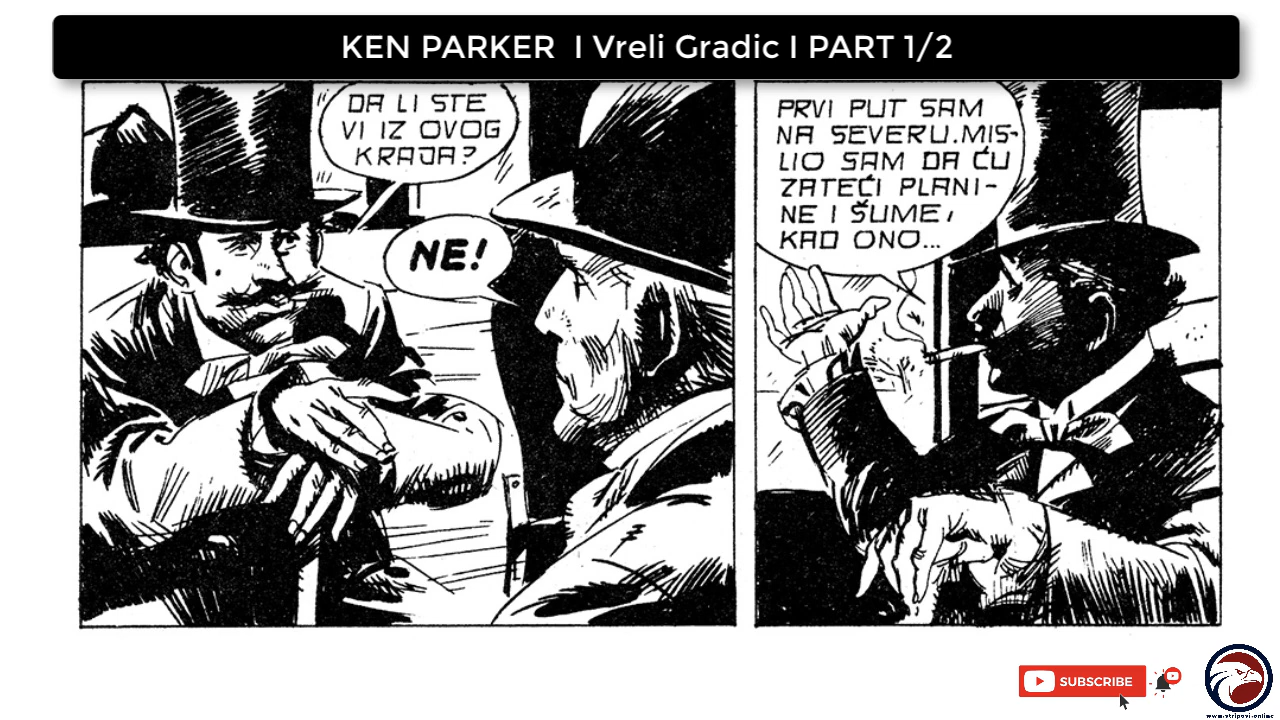 KEN PARKER I Vreli Gradic I PART 1/2
DA LI STE
VI IZ OVOG
KRAJA?
NE!
PRVI PUT SAM
NA SEVERU.MIS-
LIO SAM DA ĆU
ZATEĆI PLANI-
NE I ŠUME,
KAD ONO...
SUBSCRIBE